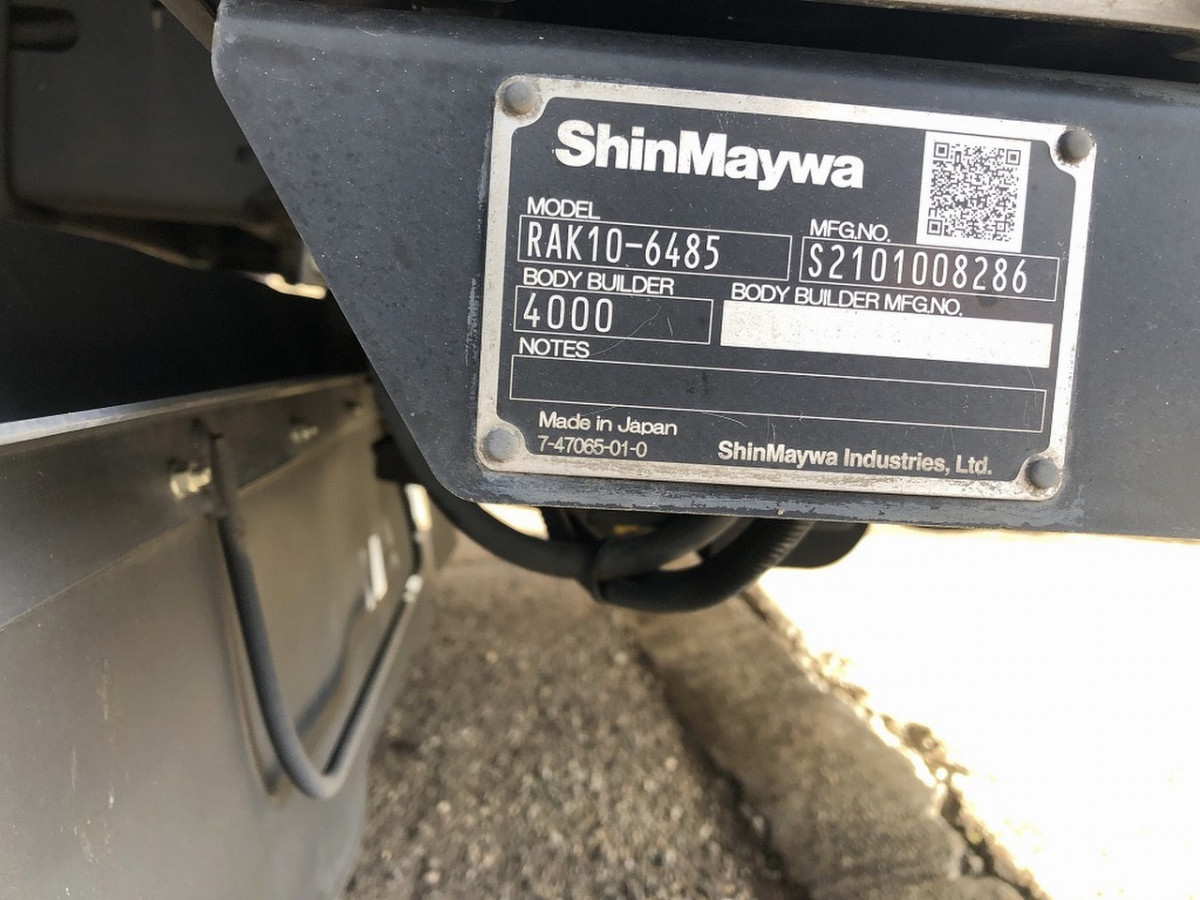 ShinMaywa
MODEL
RAK10-6485
MFG.NO.
S2101008286
BODY BUILDER
4000
BODY BUILDER MFG.NO.
NOTES
Made in Japan
7-47065-01-0
ShinMaywa Industries, Ltd.